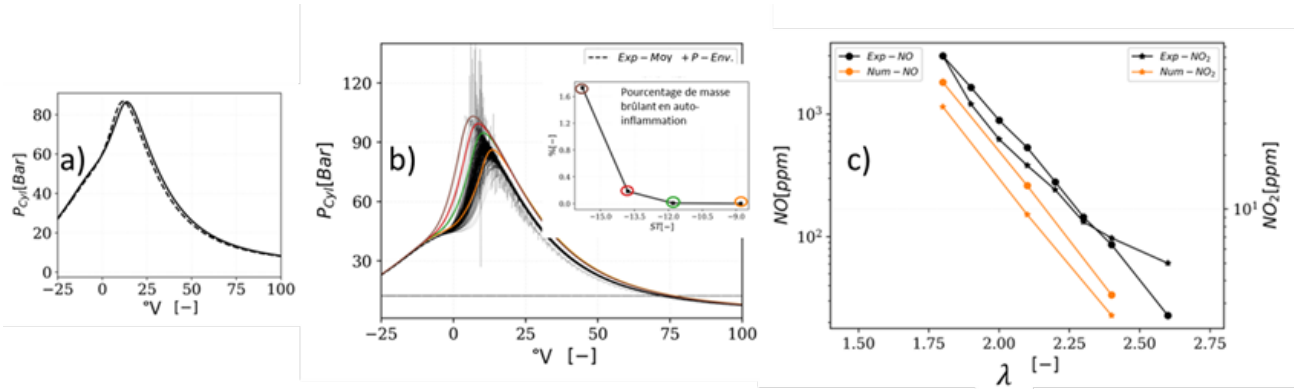 a)
P_Cyl[Bar]
80
60
40
20
0
−25 0 25 50 75 100
°V [−]
b)
P_Cyl[Bar]
120
90
60
30
−25 0 25 50 75 100
°V [−]
Exp − Moy + P − Env.
Pourcentage de masse
brûlant en auto-
inflammation
%[−]
1.6
1.2
0.8
0.4
0.0
−15.0 −13.5 −12.0 −10.5 −9.0
ST[−]
c)
Exp − NO
Num − NO
Exp − NO₂
Num − NO₂
NO[ppm]
10³
10²
NO₂[ppm]
10¹
1.50 1.75 2.00 2.25 2.50 2.75
λ [−]